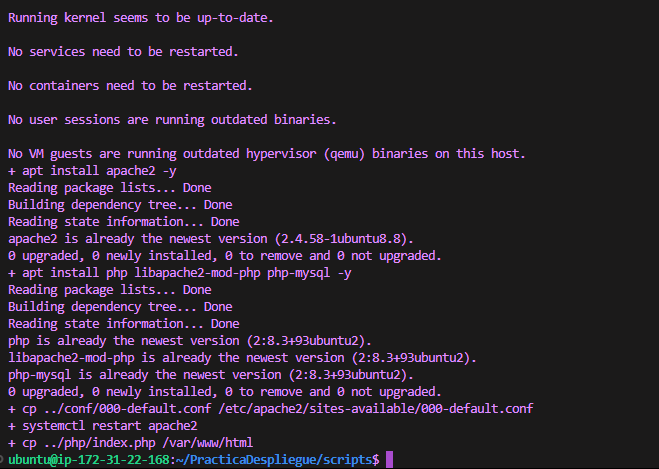 Running kernel seems to be up-to-date.
No services need to be restarted.
No containers need to be restarted.
No user sessions are running outdated binaries.
No VM guests are running outdated hypervisor (qemu) binaries on this host.
+ apt install apache2 -y
Reading package lists... Done
Building dependency tree... Done
Reading state information... Done
apache2 is already the newest version (2.4.58-1ubuntu8.8).
0 upgraded, 0 newly installed, 0 to remove and 0 not upgraded.
+ apt install php libapache2-mod-php php-mysql -y
Reading package lists... Done
Building dependency tree... Done
Reading state information... Done
php is already the newest version (2:8.3+93ubuntu2).
libapache2-mod-php is already the newest version (2:8.3+93ubuntu2).
php-mysql is already the newest version (2:8.3+93ubuntu2).
0 upgraded, 0 newly installed, 0 to remove and 0 not upgraded.
+ cp ../conf/000-default.conf /etc/apache2/sites-available/000-default.conf
+ systemctl restart apache2
+ cp ../php/index.php /var/www/html
ubuntu@ip-172-31-22-168:~/PracticaDespliegue/scripts$